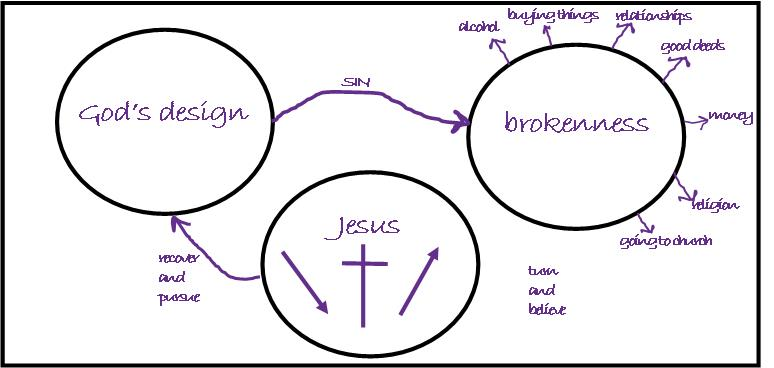 God's design
SIN
brokenness
alcohol
buying things
relationships
good deeds
money
religion
going to church
Jesus
recover
and
pursue
turn
and
believe